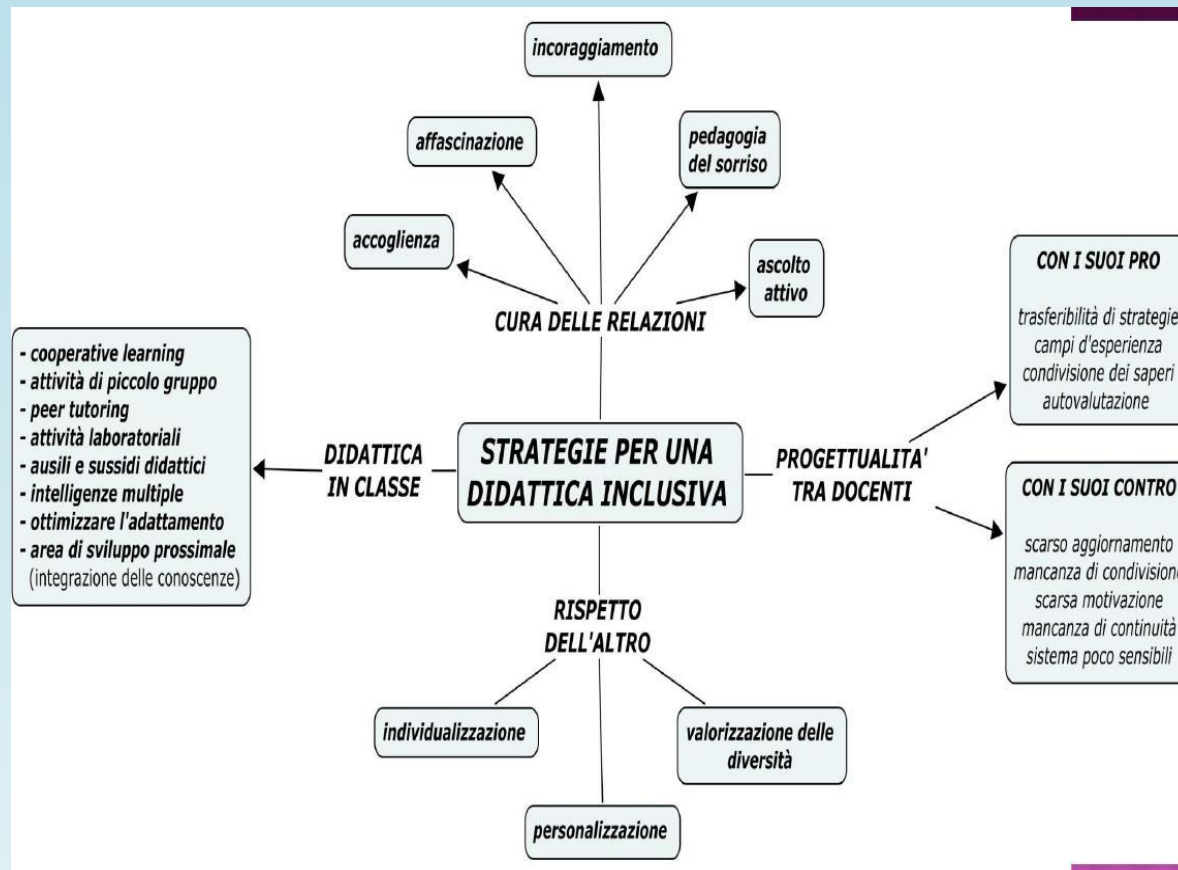 incoraggiamento
affascinazione
pedagogia
del sorriso
accoglienza
ascolto
attivo
CURA DELLE RELAZIONI
CON I SUOI PRO
trasferibilità di strategie
campi d'esperienza
condivisione dei saperi
autovalutazione
- cooperative learning
- attività di piccolo gruppo
- peer tutoring
- attività laboratoriali
- ausili e sussidi didattici
- intelligenze multiple
- ottimizzare l'adattamento
- area di sviluppo prossimale
(integrazione delle conoscenze)
DIDATTICA
IN CLASSE
STRATEGIE PER UNA
DIDATTICA INCLUSIVA
PROGETTUALITA'
TRA DOCENTI
CON I SUOI CONTRO
scarso aggiornamento
mancanza di condivisione
scarsa motivazione
mancanza di continuità
sistema poco sensibili
RISPETTO
DELL'ALTRO
individualizzazione
valorizzazione delle
diversità
personalizzazione